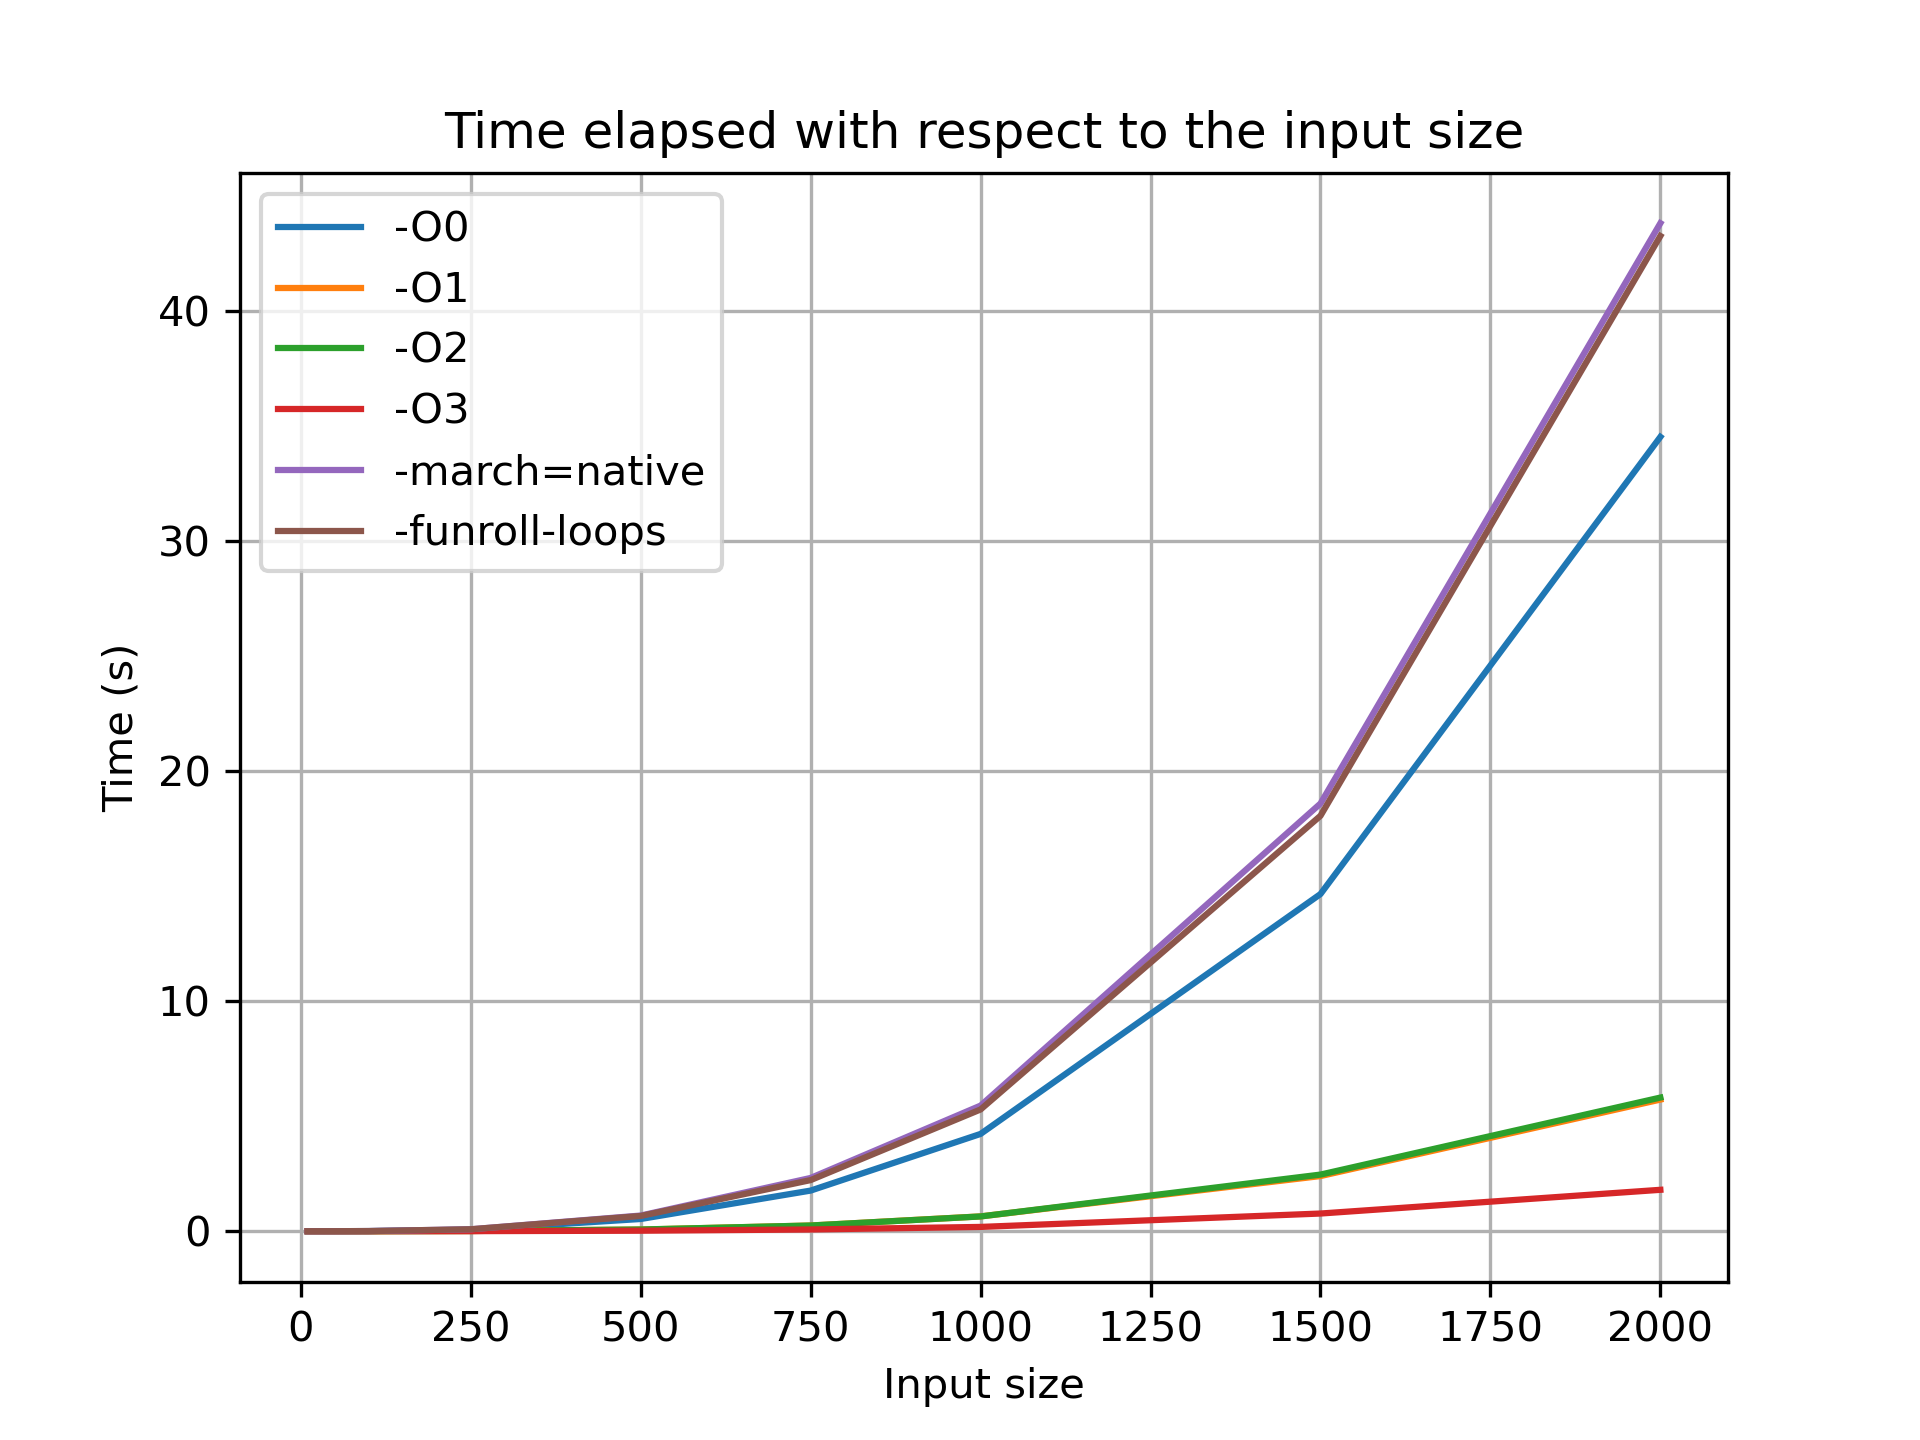 Time elapsed with respect to the input size
-O0
-O1
-O2
-O3
-march=native
-funroll-loops
40
30
20
10
0
Time (s)
0 250 500 750 1000 1250 1500 1750 2000
Input size